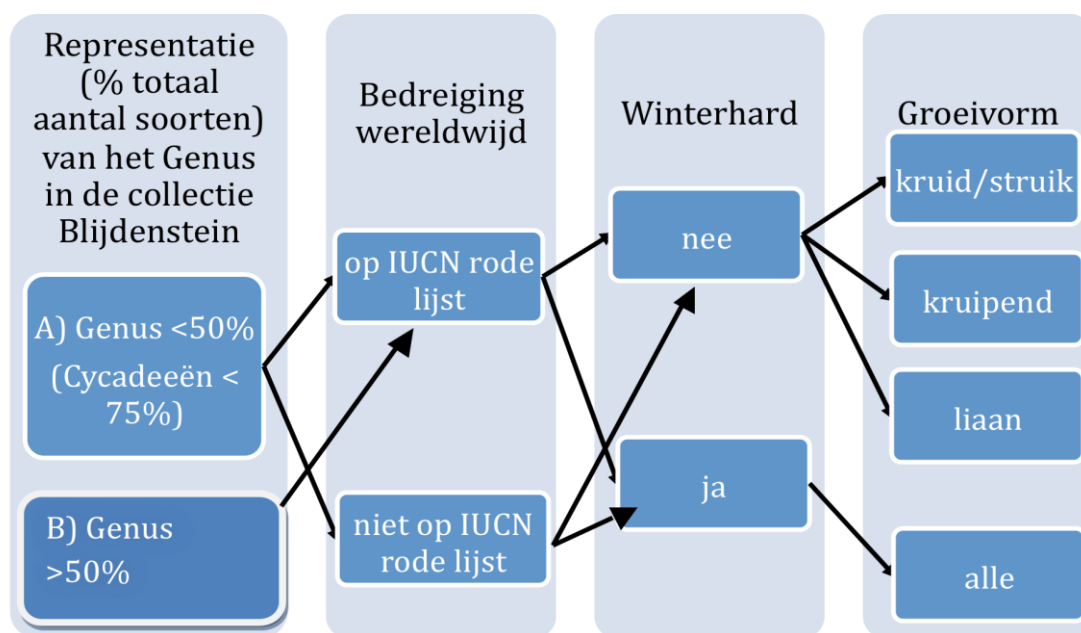 Representatie
(% totaal
aantal soorten)
van het Genus
in de collectie
Blijdenstein
A) Genus <50%
(Cycadeeën <
75%)
B) Genus
>50%
Bedreiging
wereldwijd
op IUCN rode
lijst
niet op IUCN
rode lijst
Winterhard
nee
ja
Groeivorm
kruid/struik
kruipend
liaan
alle